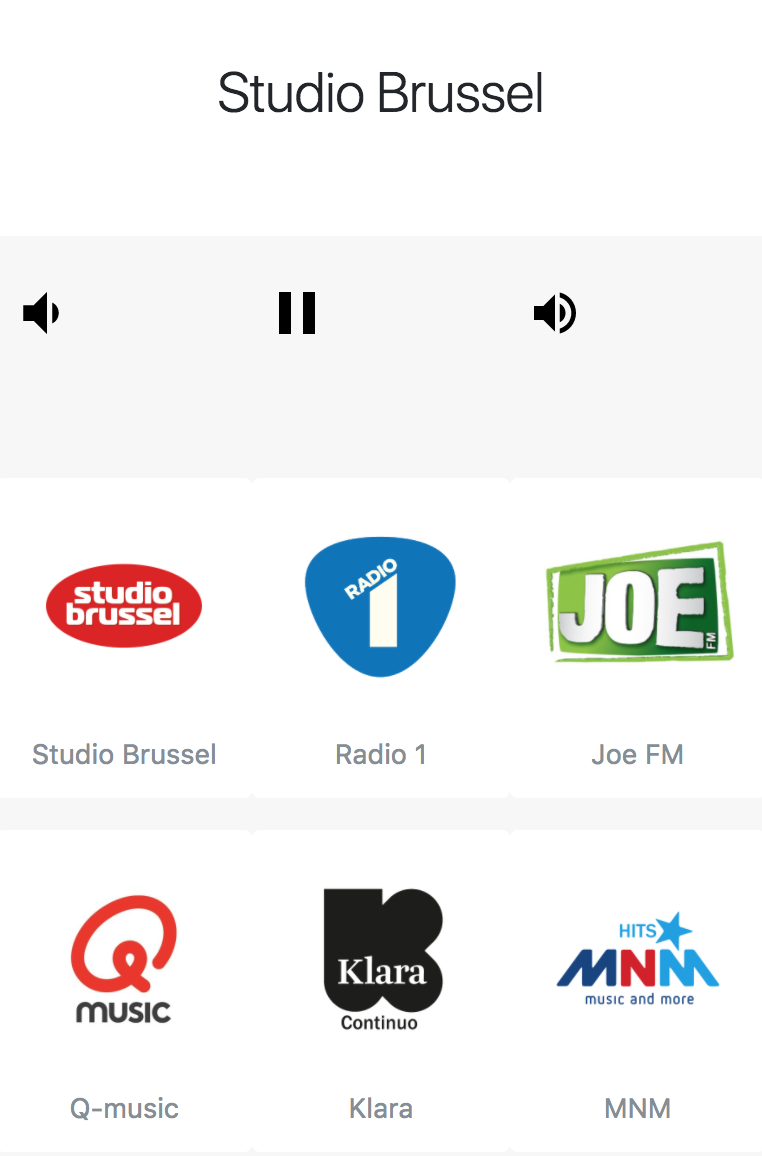 Studio Brussel
studio
brussel
RADIO
1
JOE
FM
Studio Brussel
Radio 1
Joe FM
Q
music
Klara
Continuo
HITS
MNM
music and more
Q-music
Klara
MNM